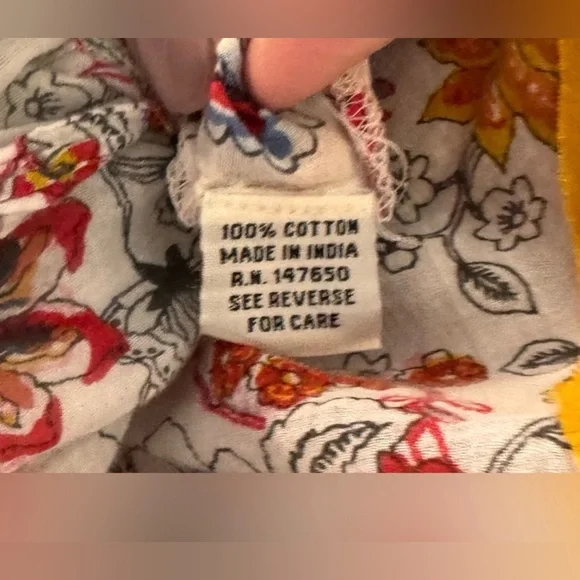 100% COTTON
MADE IN INDIA
R.N. 147650
SEE REVERSE
FOR CARE